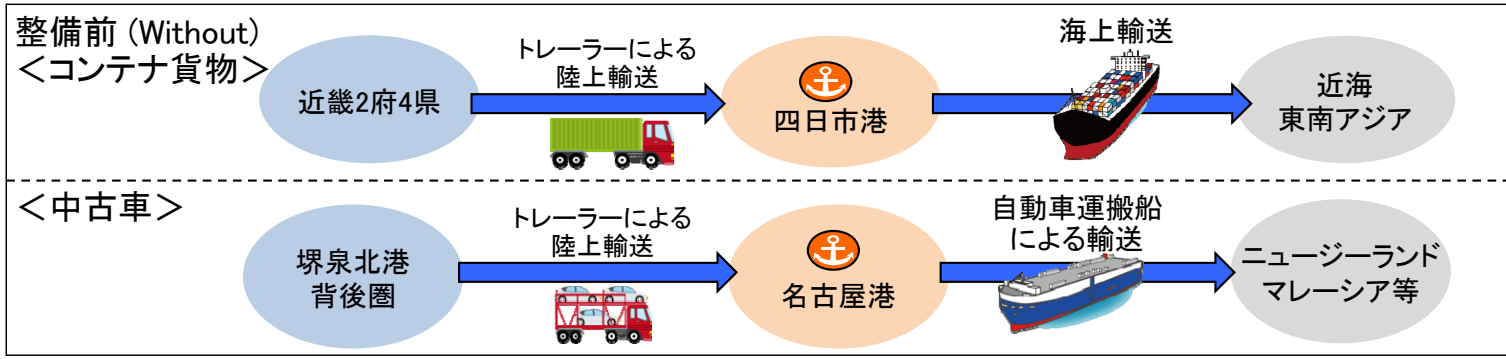 整備前 (Without)
＜コンテナ貨物＞
近畿2府4県
トレーラーによる
陸上輸送
四日市港
海上輸送
近海
東南アジア
＜中古車＞
堺泉北港
背後圏
トレーラーによる
陸上輸送
名古屋港
自動車運搬船
による輸送
ニュージーランド
マレーシア等